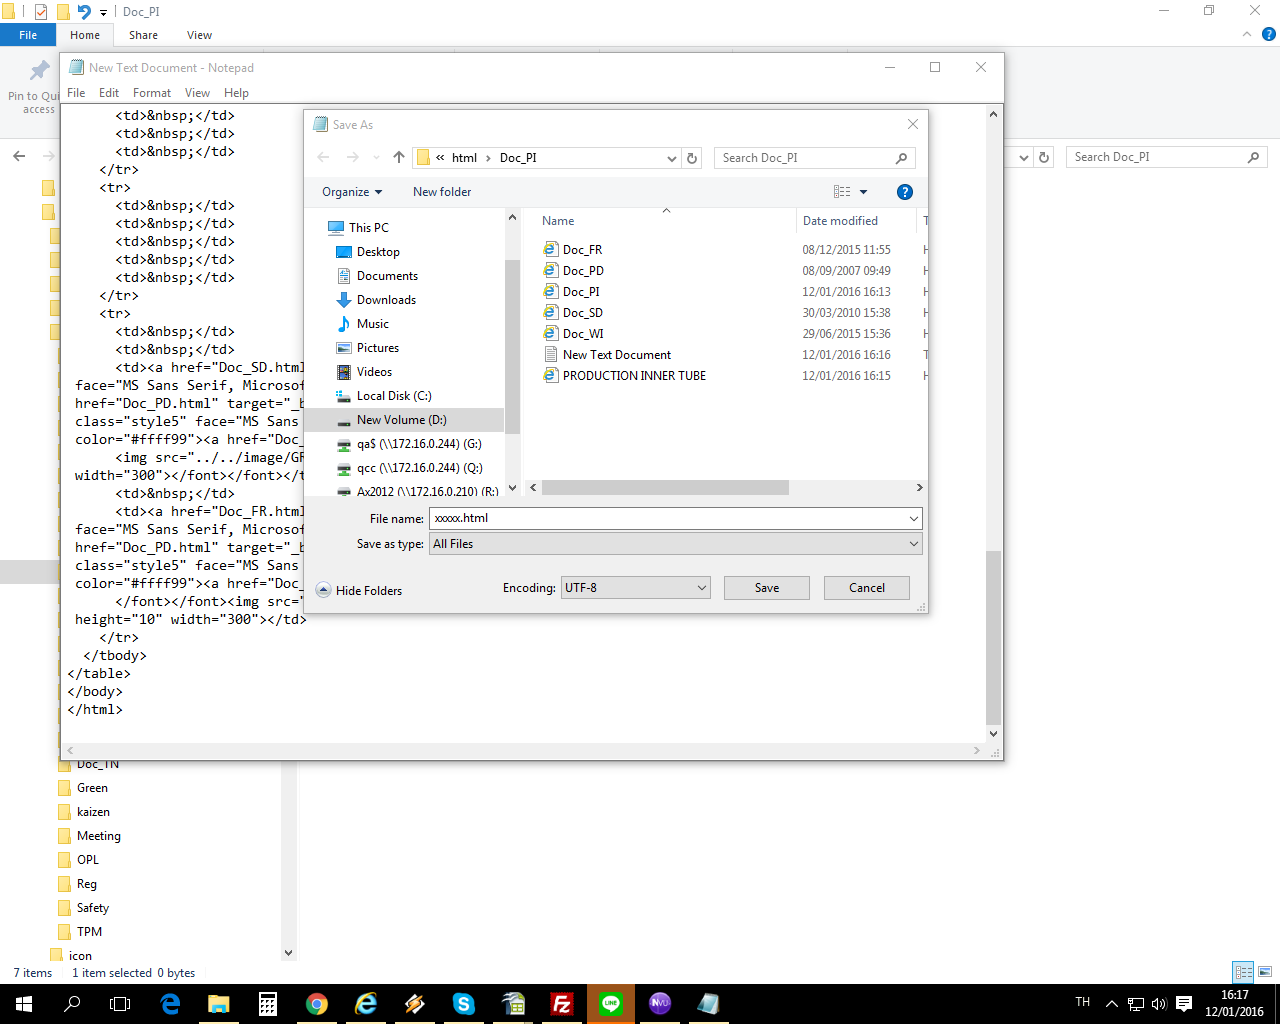 Doc_PI
File
Home
Share
View
Pin to Qui
access
Search Doc_PI
New Text Document - Notepad
File Edit Format View Help
<td>&nbsp;</td>
<td>&nbsp;</td>
<td>&nbsp;</td>
</tr>
<tr>
<td>&nbsp;</td>
<td>&nbsp;</td>
<td>&nbsp;</td>
<td>&nbsp;</td>
<td>&nbsp;</td>
</tr>
<tr>
<td>&nbsp;</td>
<td>&nbsp;</td>
<td><a href="Doc_SD.html
face="MS Sans Serif, Microsof
href="Doc_PD.html" target="_b
class="style5" face="MS Sans
color="#ffff99"><a href="Doc_
<img src="../../image/GR
width="300"></font></font></t
<td>&nbsp;</td>
<td><a href="Doc_FR.html
face="MS Sans Serif, Microsof
href="Doc_PD.html" target="_b
class="style5" face="MS Sans
color="#ffff99"><a href="Doc_
</font></font><img src="
height="10" width="300"></td>
</tr>
</tbody>
</table>
</body>
</html>
Save As
« html > Doc_PI
Search Doc_PI
Organize
New folder
This PC
Desktop
Documents
Downloads
Music
Pictures
Videos
Local Disk (C:)
New Volume (D:)
qa$ (\\172.16.0.244) (G:)
qcc (\\172.16.0.244) (Q:)
Ax2012 (\\172.16.0.210) (R:)
Name Date modified T
Doc_FR 08/12/2015 11:55 H
Doc_PD 08/09/2007 09:49 H
Doc_PI 12/01/2016 16:13 H
Doc_SD 30/03/2010 15:38 H
Doc_WI 29/06/2015 15:36 H
New Text Document 12/01/2016 16:16 T
PRODUCTION INNER TUBE 12/01/2016 16:15 H
File name: xxxxx.html
Save as type: All Files
Hide Folders
Encoding: UTF-8
Save
Cancel
Doc_TN
Green
kaizen
Meeting
OPL
Reg
Safety
TPM
icon
7 items 1 item selected 0 bytes
LINE
NVU
TH
16:17
12/01/2016